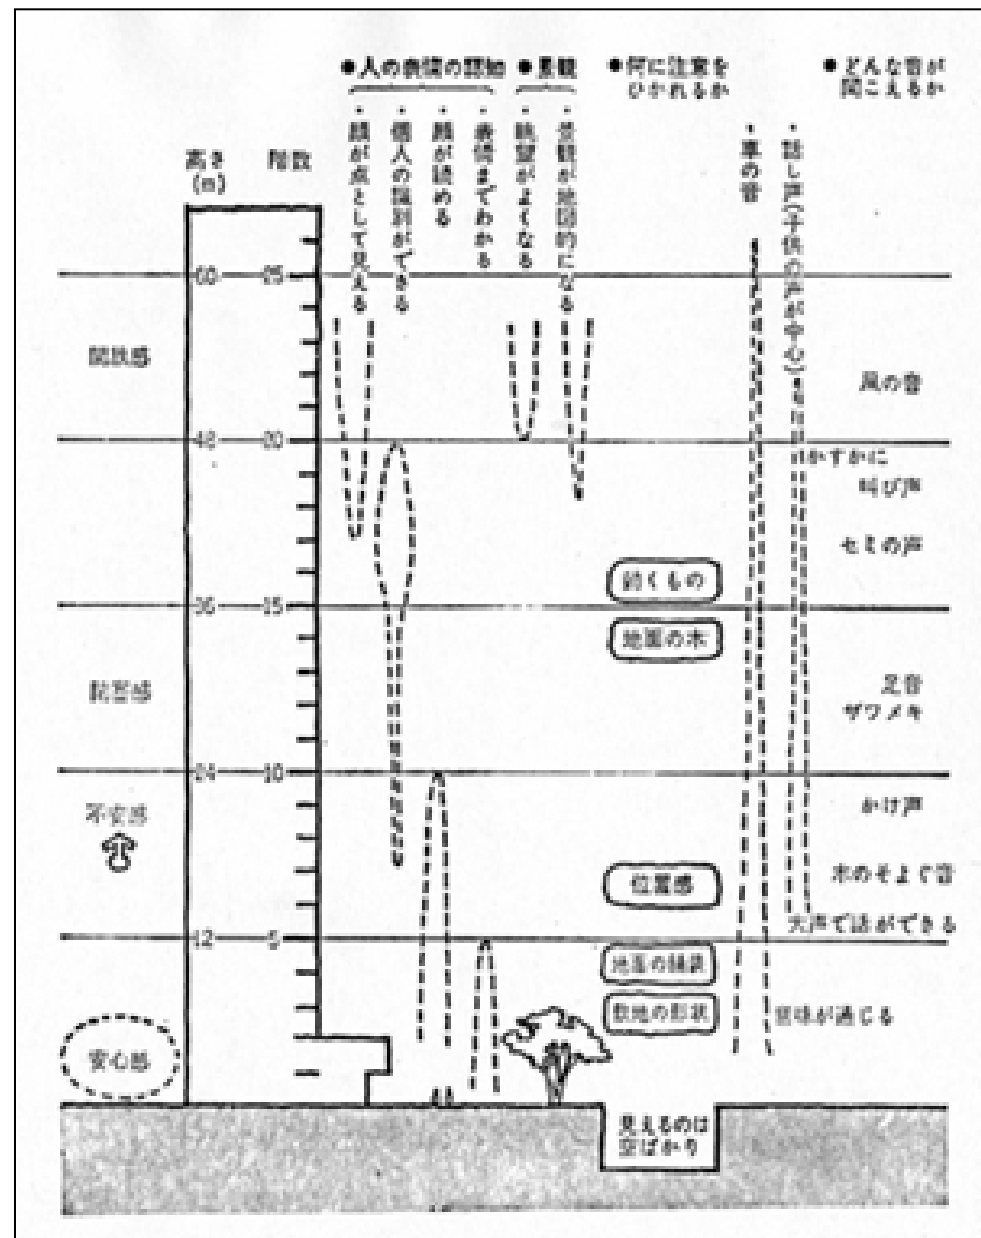 ●人の表情の認知
●景観
●何に注意を
ひかれるか
●どんな音が
聞こえるか
・顔が点として見える
・個人の識別ができる
・顔が読める
・表情までわかる
・眺望がよくなる
・景観が地図的になる
・車の音
・話し声(子供の声が中心)
高さ
(m)
階数
60
25
開放感
風の音
48
20
かすかに
叫び声
セミの声
動くもの
36
15
地面の木
足音
ザワメキ
24
10
不安感
かけ声
位置感
木のそよぐ音
大声で話ができる
12
5
地面の舗装
敷地の形状
意味が通じる
安心感
見えるのは
空ばかり